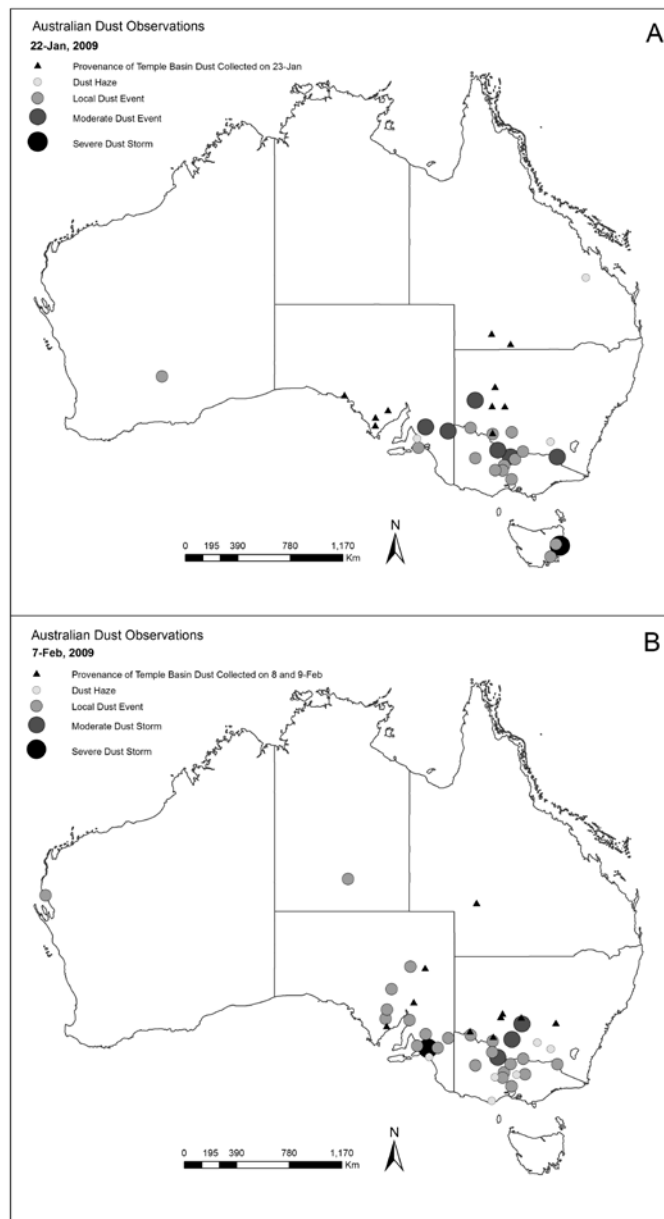 Australian Dust Observations
22-Jan, 2009
A
Provenance of Temple Basin Dust Collected on 23-Jan
Dust Haze
Local Dust Event
Moderate Dust Event
Severe Dust Storm
N
0 195 390 780 1,170
Km
Australian Dust Observations
7-Feb, 2009
B
Provenance of Temple Basin Dust Collected on 8 and 9-Feb
Dust Haze
Local Dust Event
Moderate Dust Storm
Severe Dust Storm
N
0 195 390 780 1,170
Km